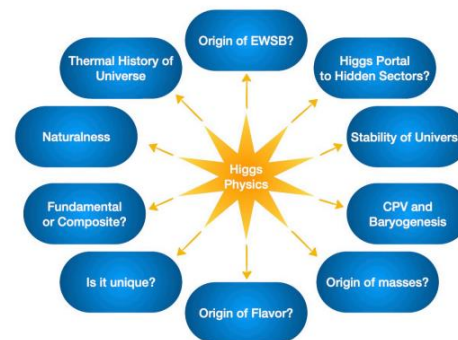 Origin of EWSB?
Thermal History of
Universe
Higgs Portal
to Hidden Sectors?
Naturalness
Stability of Univers
Higgs
Physics
Fundamental
or Composite?
CPV and
Baryogenesis
Is it unique?
Origin of masses?
Origin of Flavor?